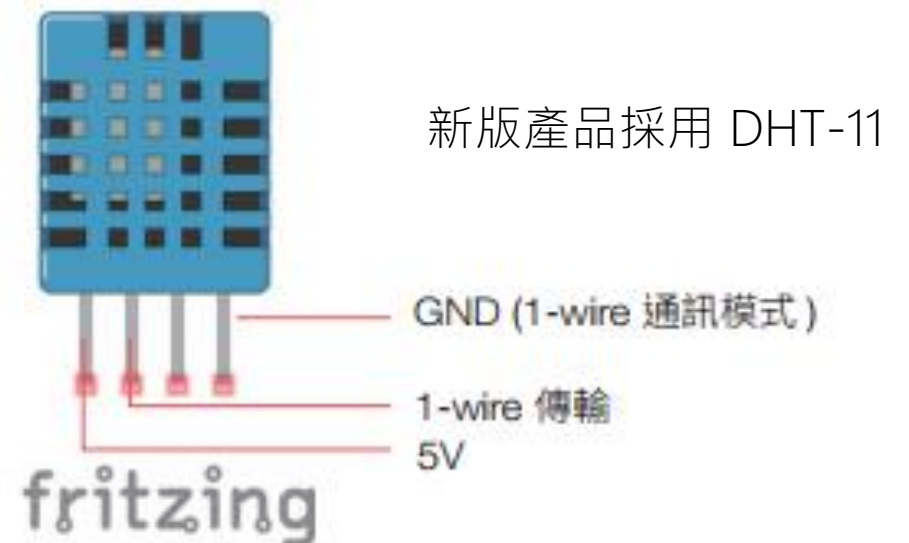 新版產品採用 DHT-11
GND (1-wire 通訊模式)
1-wire 傳輸
5V
fritzing